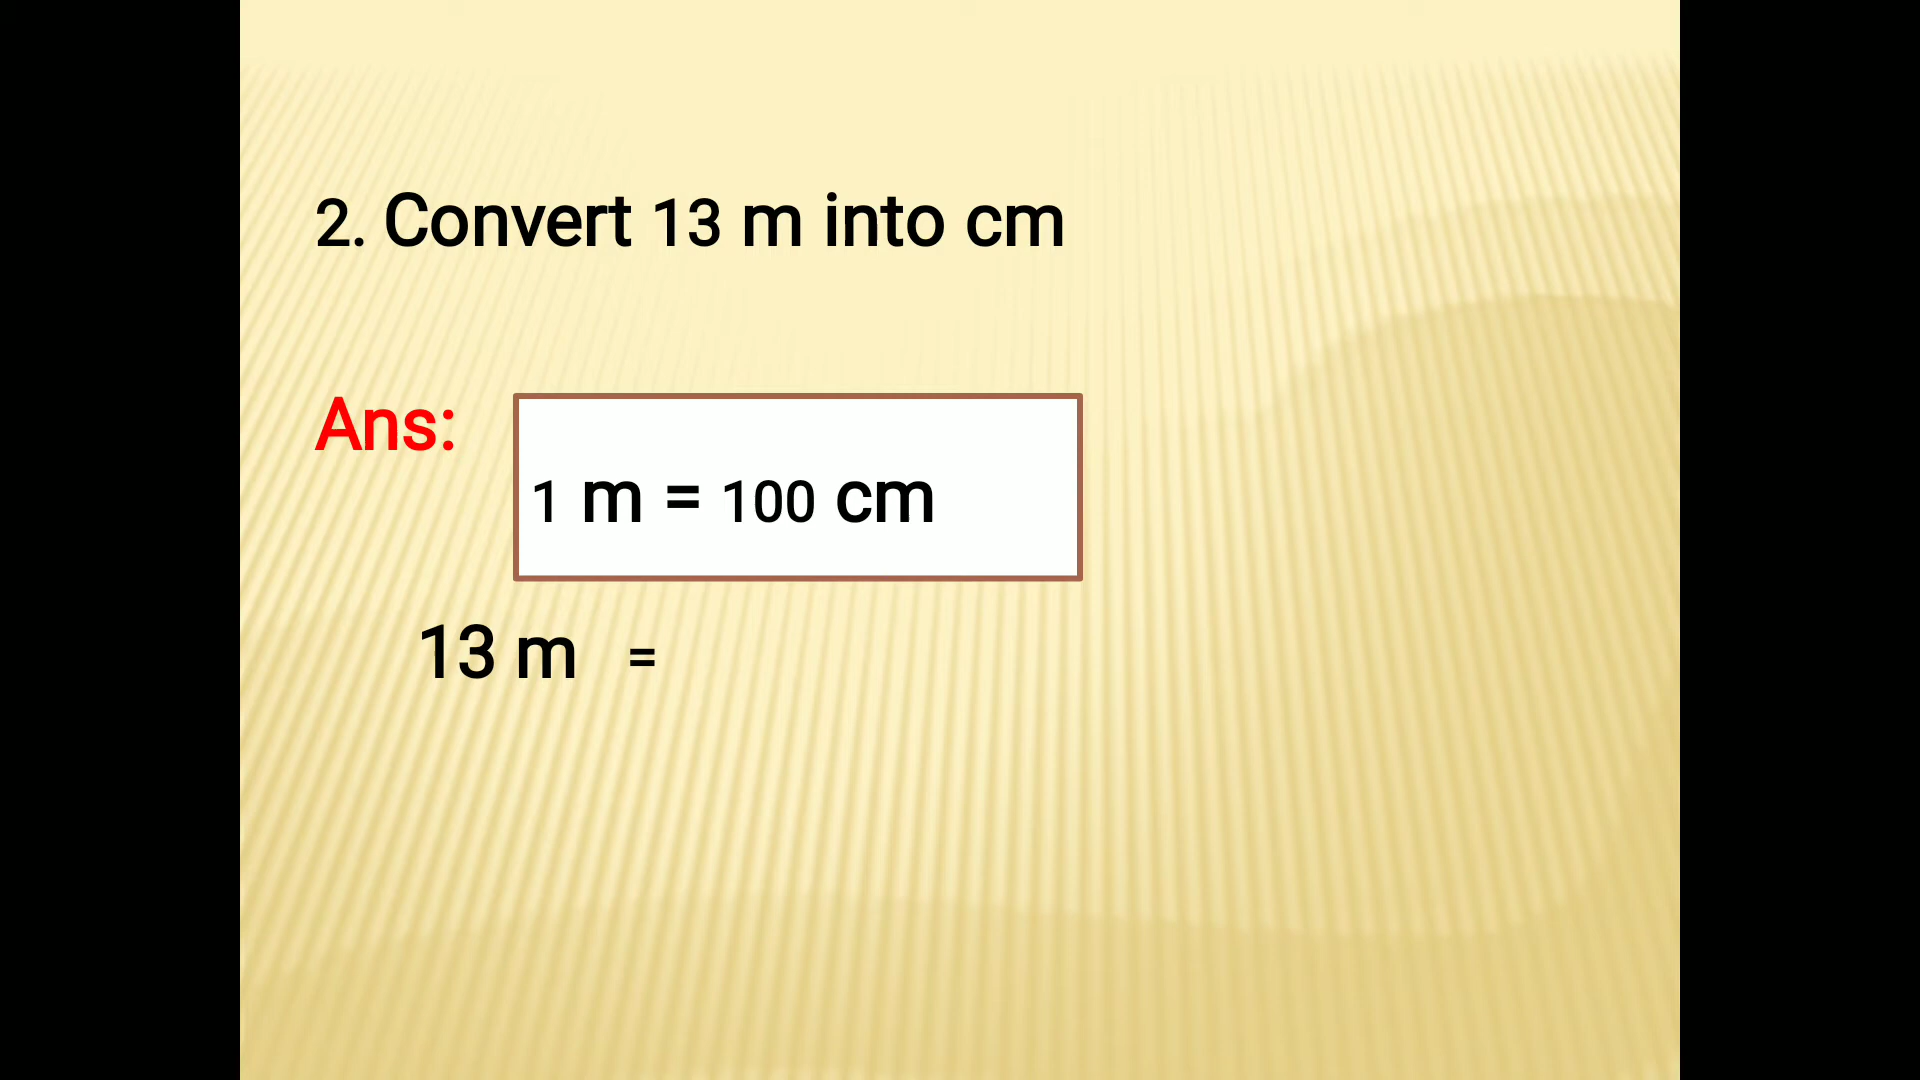 2. Convert 13 m into cm
Ans:
1 m = 100 cm
13 m =